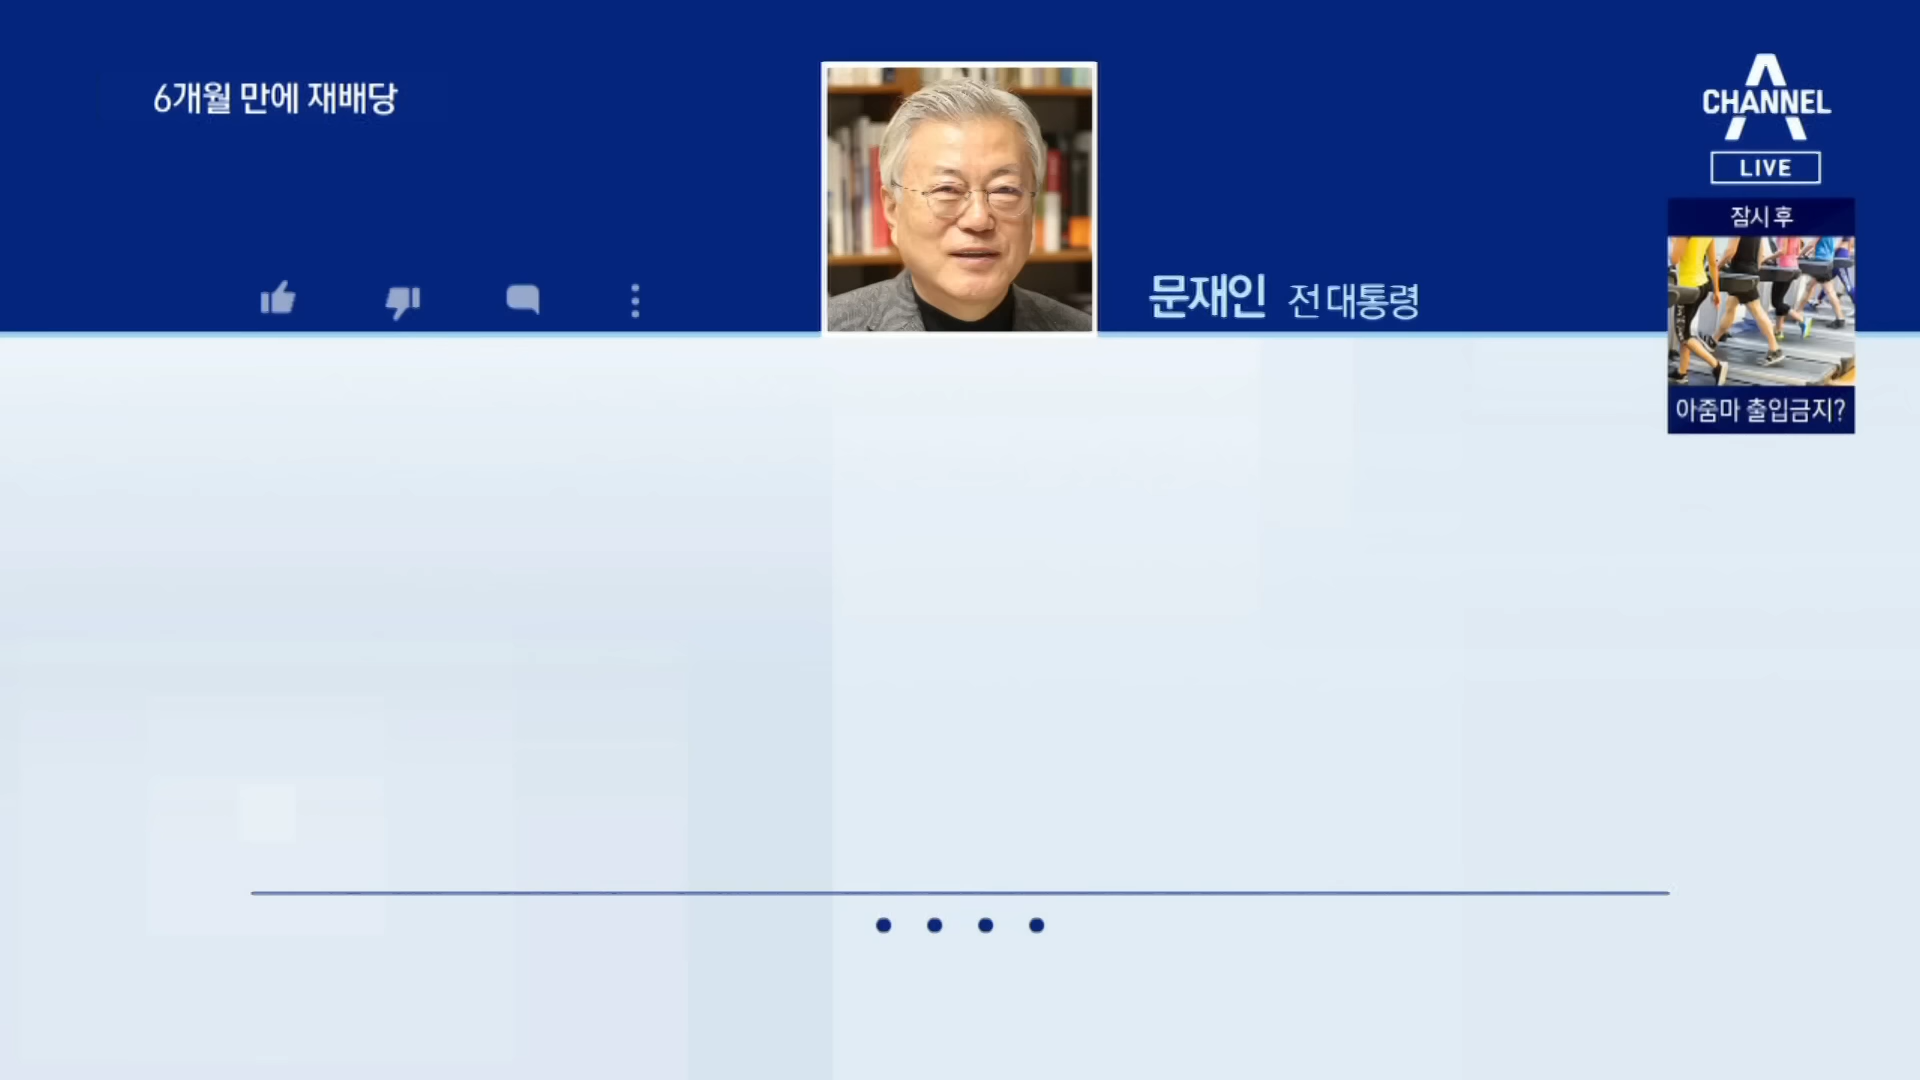 6개월 만에 재배당
CHANNEL A
LIVE
잠시 후
문재인 전 대통령
아줌마 출입금지?